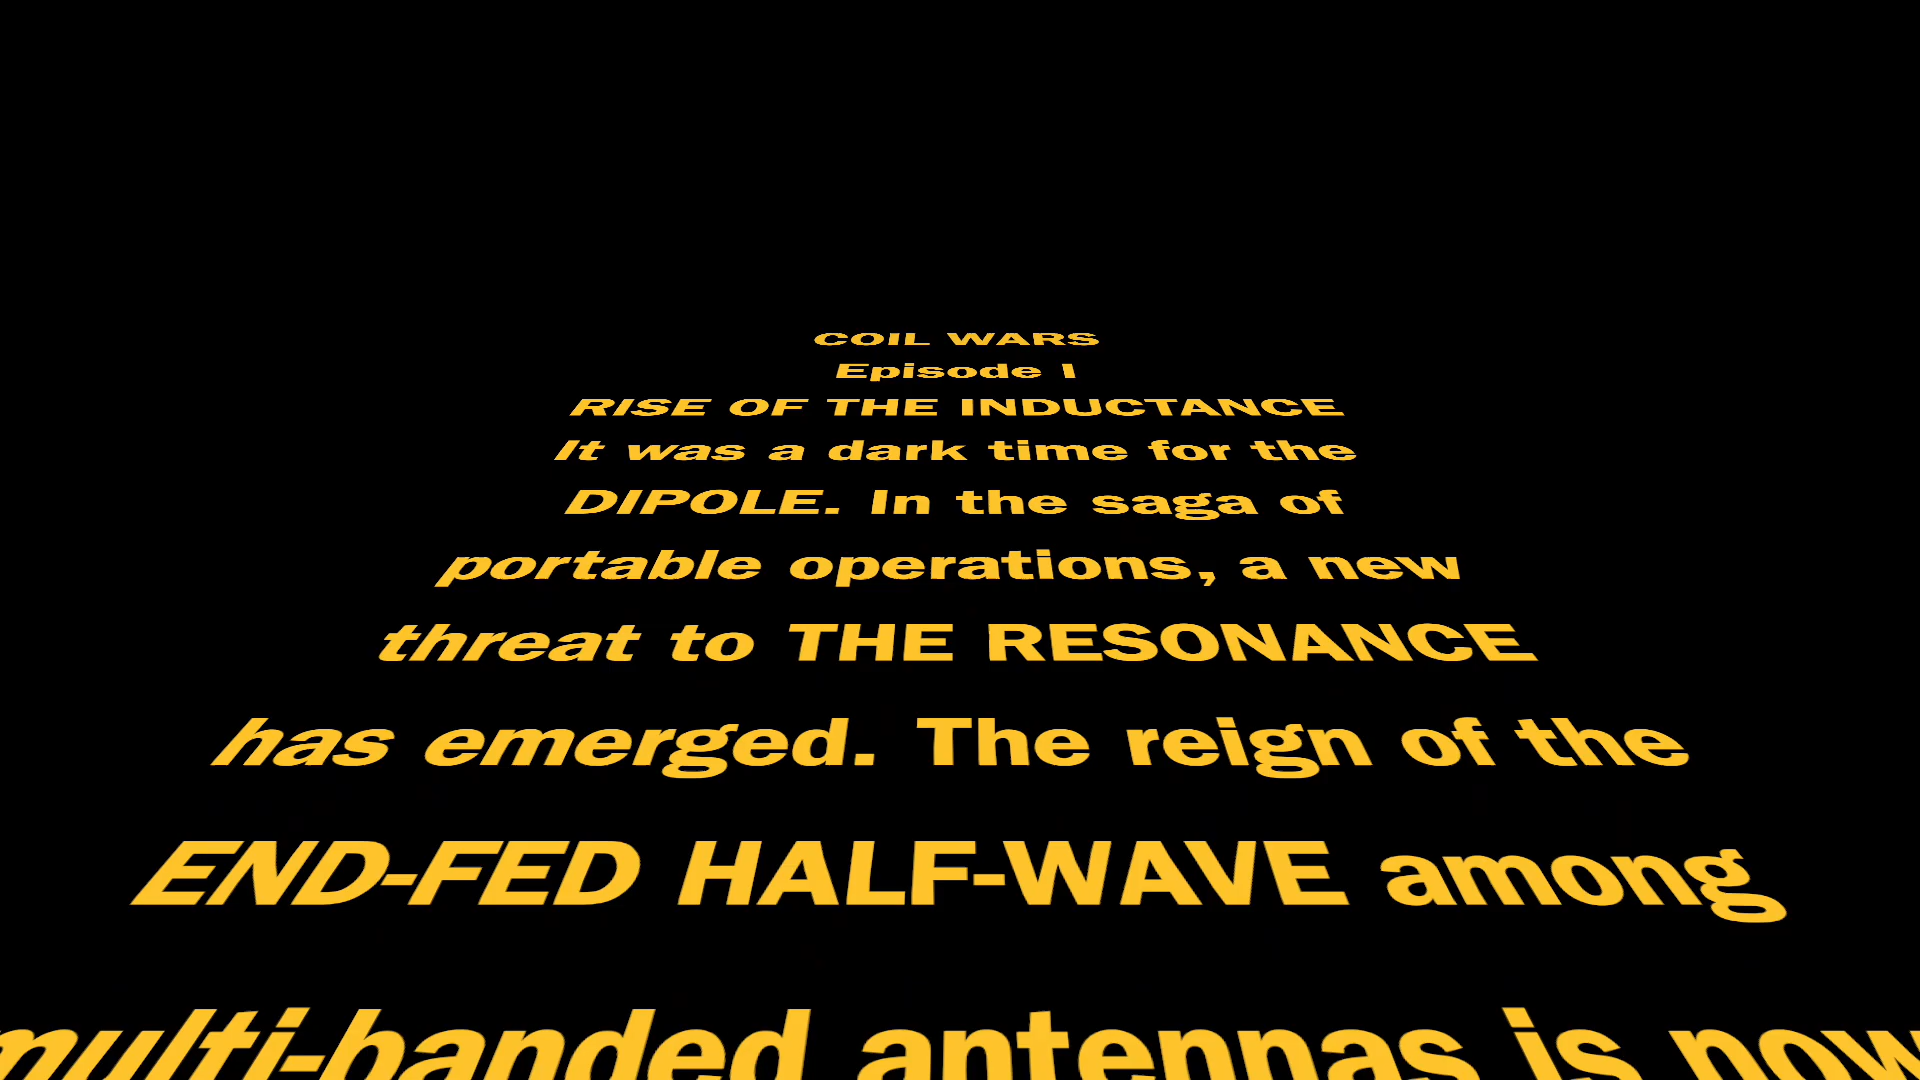 COIL WARS
Episode I
RISE OF THE INDUCTANCE
It was a dark time for the
DIPOLE. In the saga of
portable operations, a new
threat to THE RESONANCE
has emerged. The reign of the
END-FED HALF-WAVE among
multi-banded antennas is now